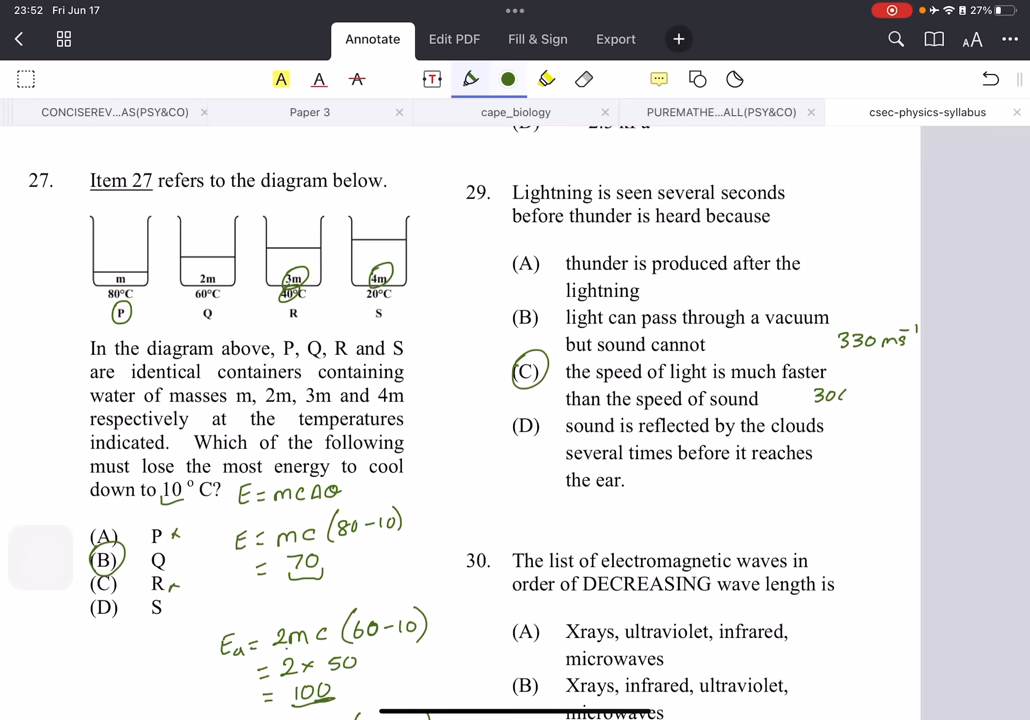 23:52 Fri Jun 17
27%
Annotate
Edit PDF
Fill & Sign
Export
AA
A A A T
CONCISEREV...AS(PSY&CO)
Paper 3
cape_biology
PUREMATHE...ALL(PSY&CO)
csec-physics-syllabus
27. Item 27 refers to the diagram below.
m 2m 3m 4m
80°C 60°C 40°C 20°C
P Q R S
In the diagram above, P, Q, R and S
are identical containers containing
water of masses m, 2m, 3m and 4m
respectively at the temperatures
indicated. Which of the following
must lose the most energy to cool
down to 10 ° C? E = mcΔθ
(A) P x
(B) Q
(C) R
(D) S
E = mc (80-10)
= 70
= 2mc (60-10)
= 2 × 50
= 100
(D) 2.5 kPa
29. Lightning is seen several seconds
before thunder is heard because
(A) thunder is produced after the
lightning
(B) light can pass through a vacuum
but sound cannot
330 ms⁻¹
(C) the speed of light is much faster
than the speed of sound
(D) sound is reflected by the clouds
several times before it reaches
the ear.
30. The list of electromagnetic waves in
order of DECREASING wave length is
(A) Xrays, ultraviolet, infrared,
microwaves
(B) Xrays, infrared, ultraviolet,
microwaves